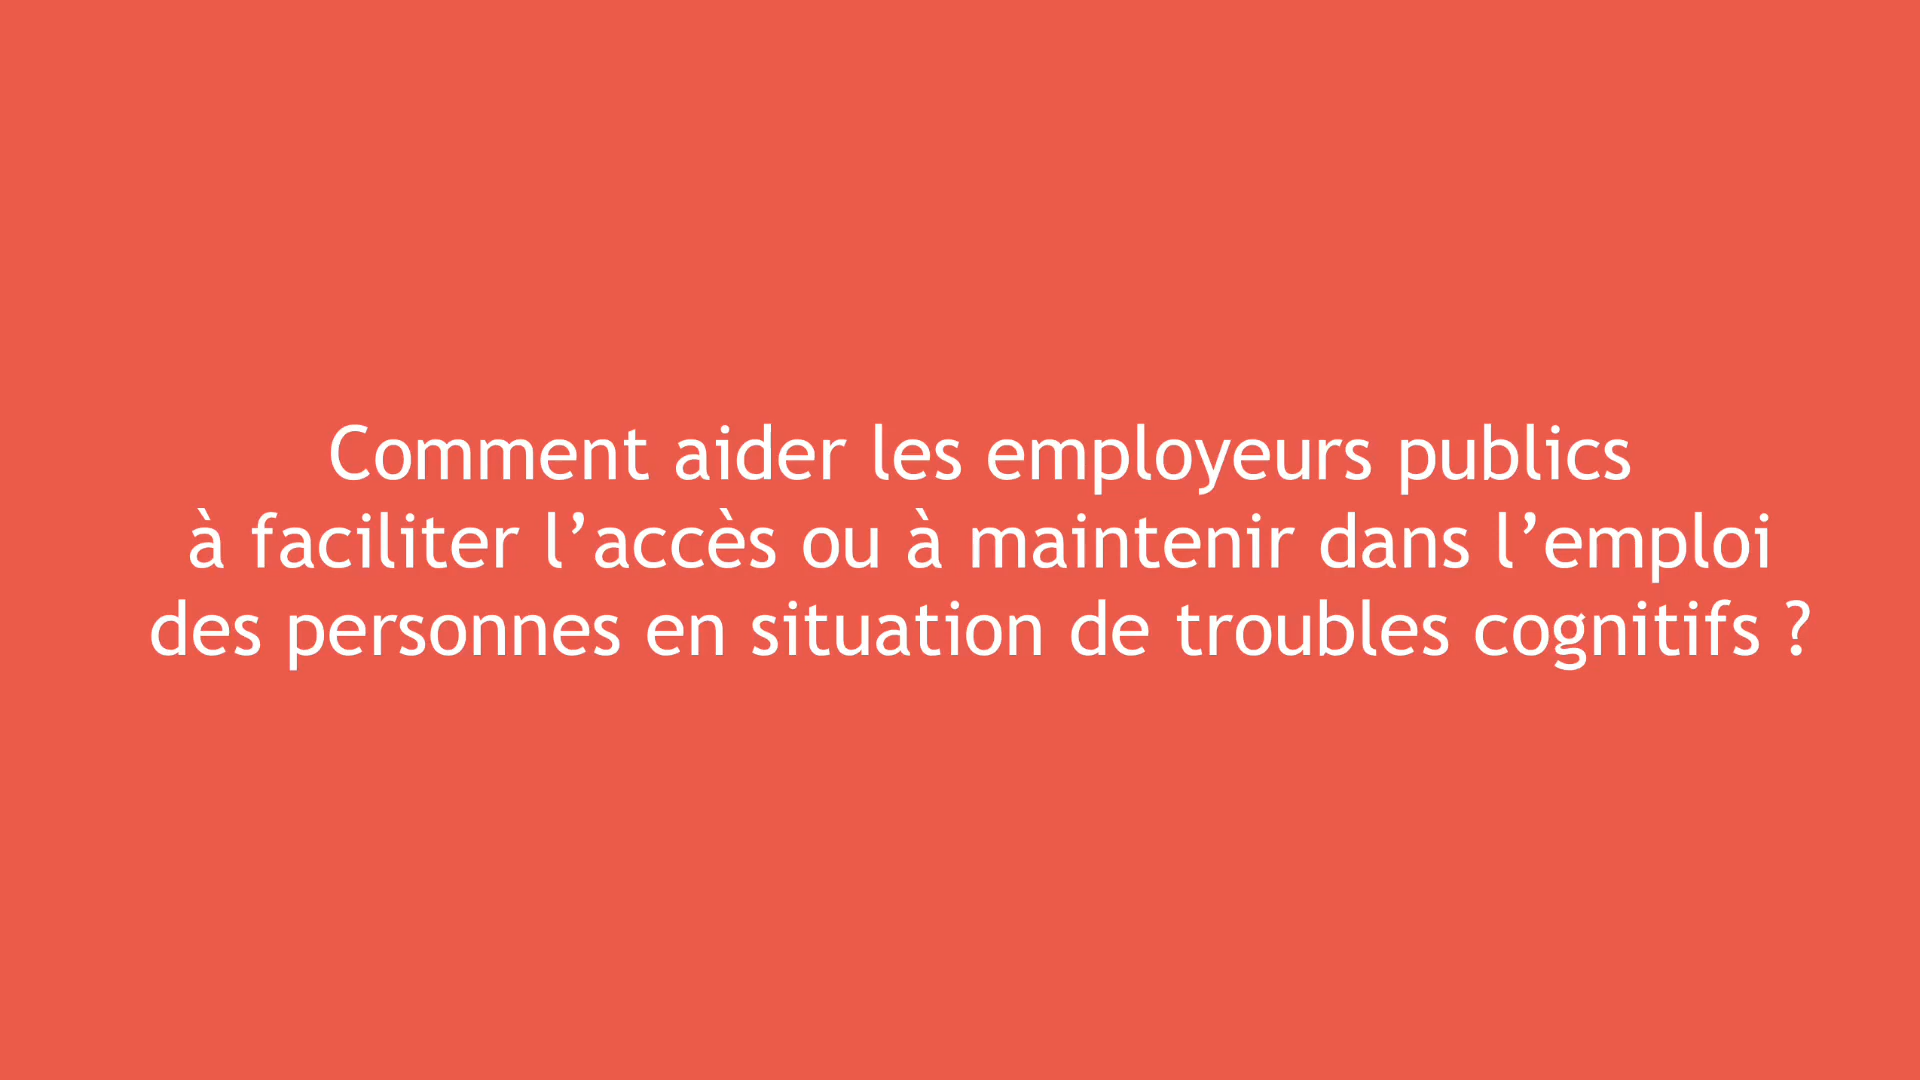 Comment aider les employeurs publics
à faciliter l’accès ou à maintenir dans l’emploi
des personnes en situation de troubles cognitifs ?